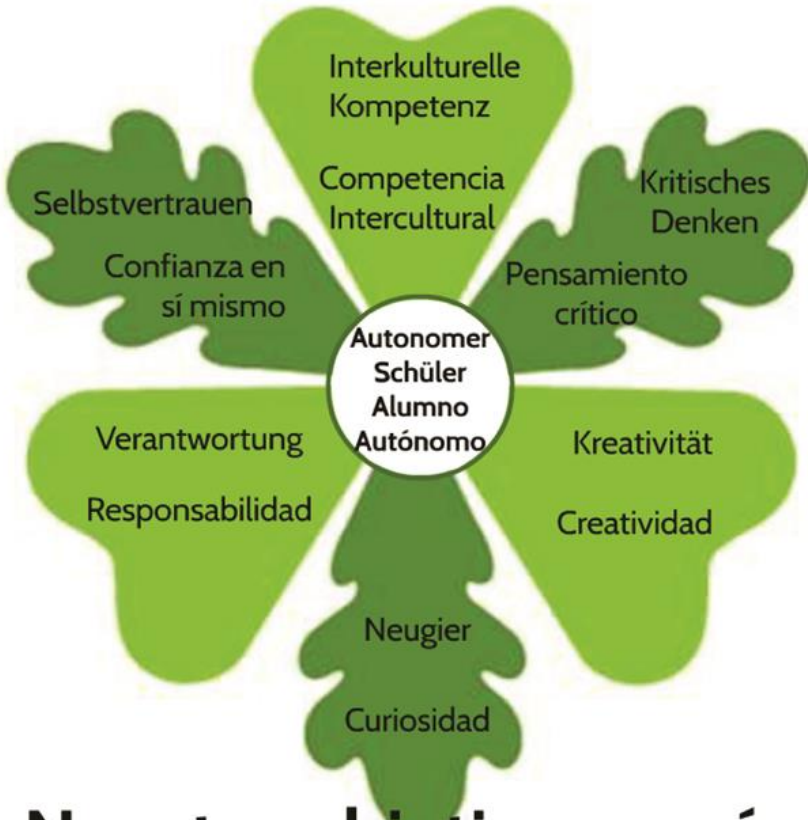 Interkulturelle
Kompetenz
Competencia
Intercultural
Selbstvertrauen
Confianza en
sí mismo
Kritisches
Denken
Pensamiento
crítico
Autonomer
Schüler
Alumno
Autónomo
Verantwortung
Responsabilidad
Kreativität
Creatividad
Neugier
Curiosidad